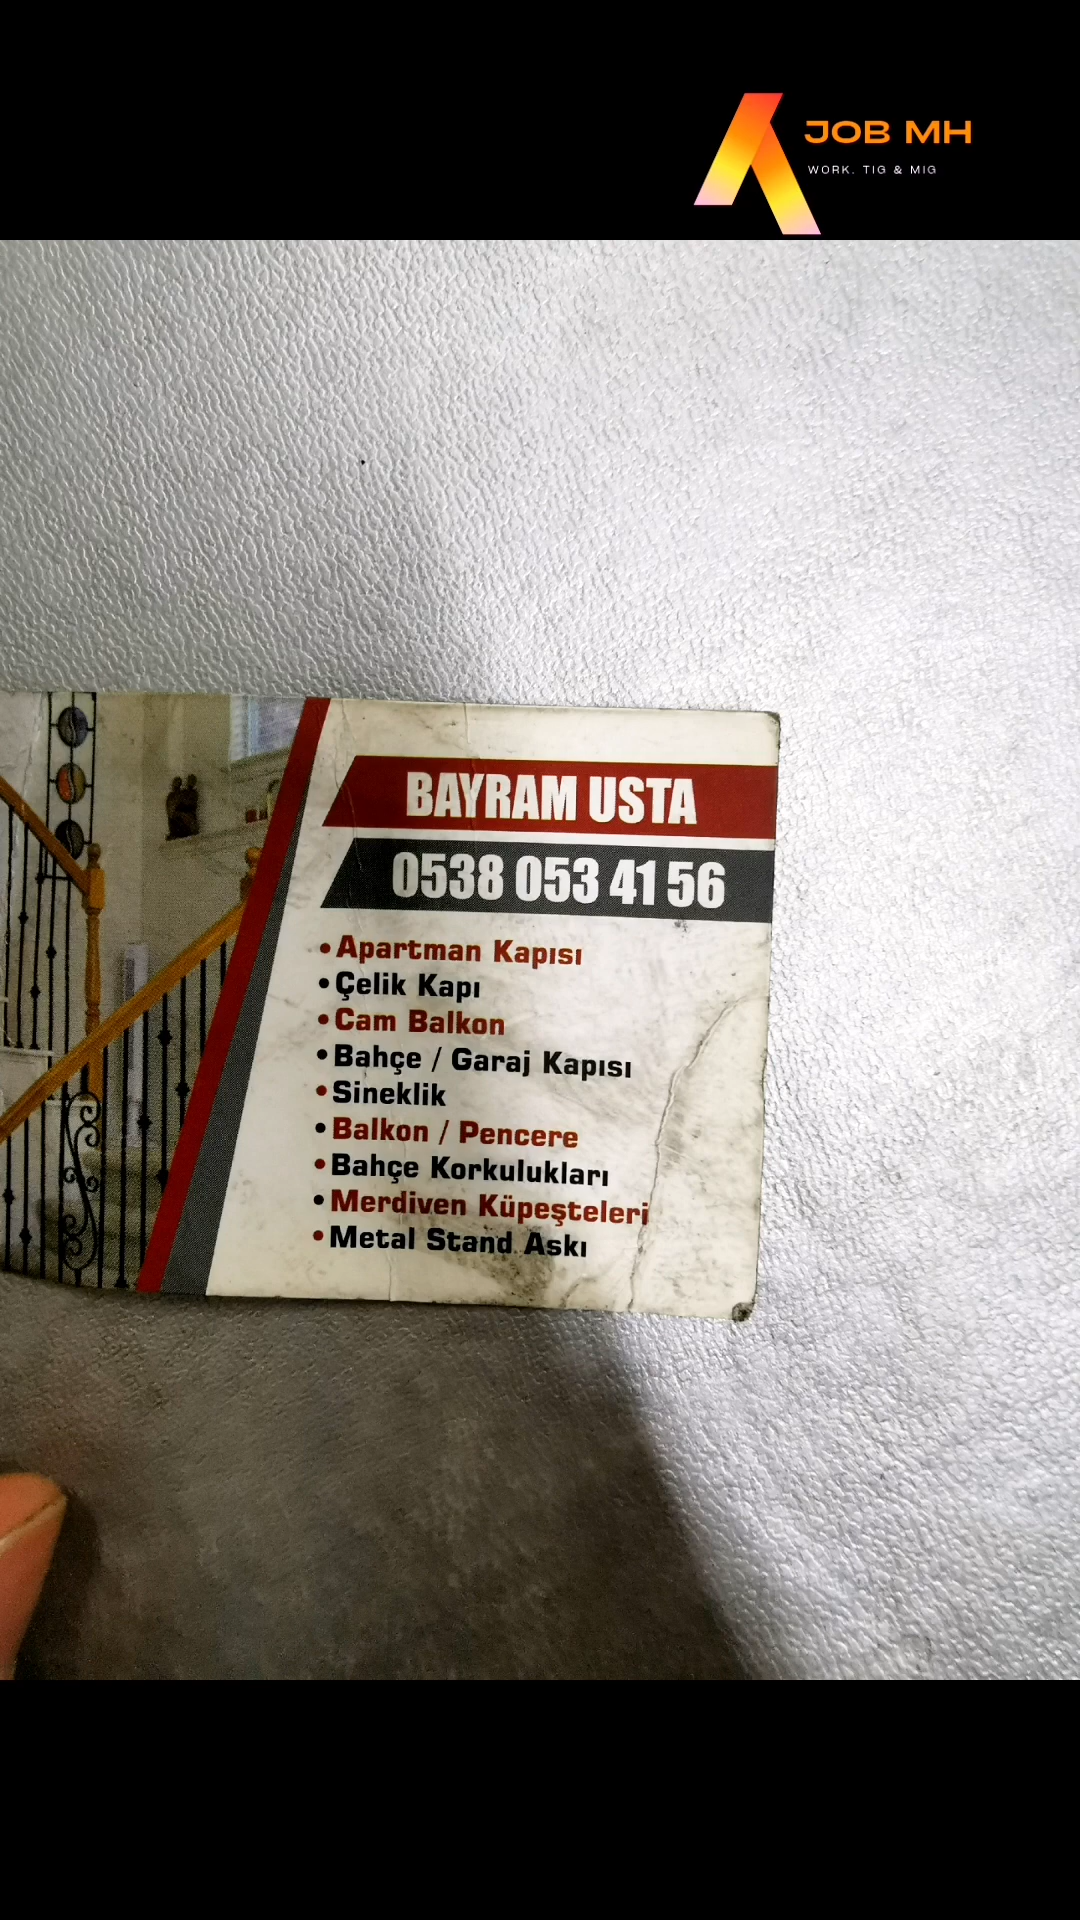 JOB MH
WORK. TIG & MIG
BAYRAM USTA
0538 053 41 56
• Apartman Kapısı
• Çelik Kapı
• Cam Balkon
• Bahçe / Garaj Kapısı
• Sineklik
• Balkon / Pencere
• Bahçe Korkulukları
• Merdiven Küpeşteleri
• Metal Stand Askı